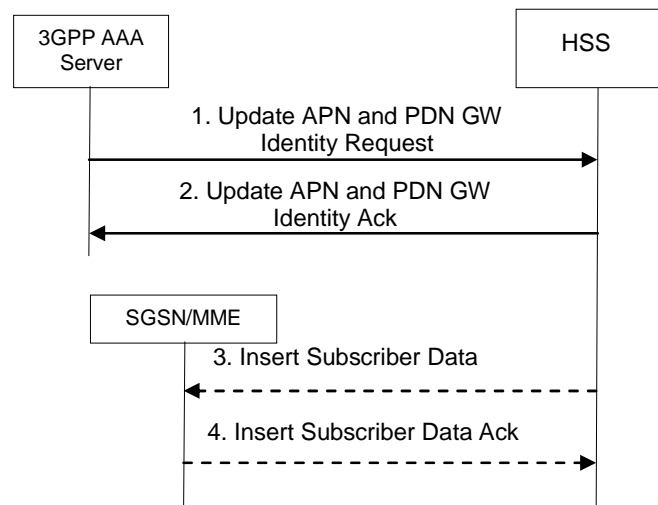 3GPP AAA
Server
HSS
1. Update APN and PDN GW
Identity Request
2. Update APN and PDN GW
Identity Ack
SGSN/MME
3. Insert Subscriber Data
4. Insert Subscriber Data Ack